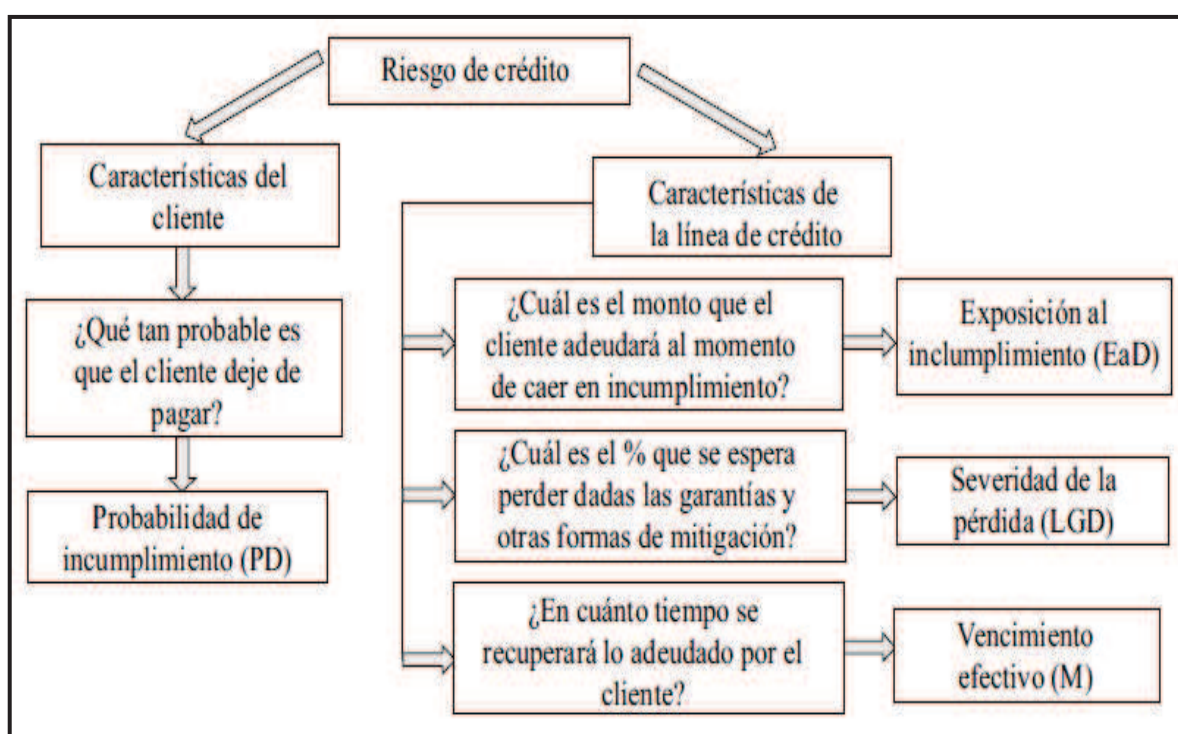 Riesgo de crédito
Características del
cliente
¿Qué tan probable es
que el cliente deje de
pagar?
Probabilidad de
incumplimiento (PD)
Características de
la línea de crédito
¿Cuál es el monto que el
cliente adeudará al momento
de caer en incumplimiento?
Exposición al
inclumplimiento (EaD)
¿Cuál es el % que se espera
perder dadas las garantías y
otras formas de mitigación?
Severidad de la
pérdida (LGD)
¿En cuánto tiempo se
recuperará lo adeudado por el
cliente?
Vencimiento
efectivo (M)